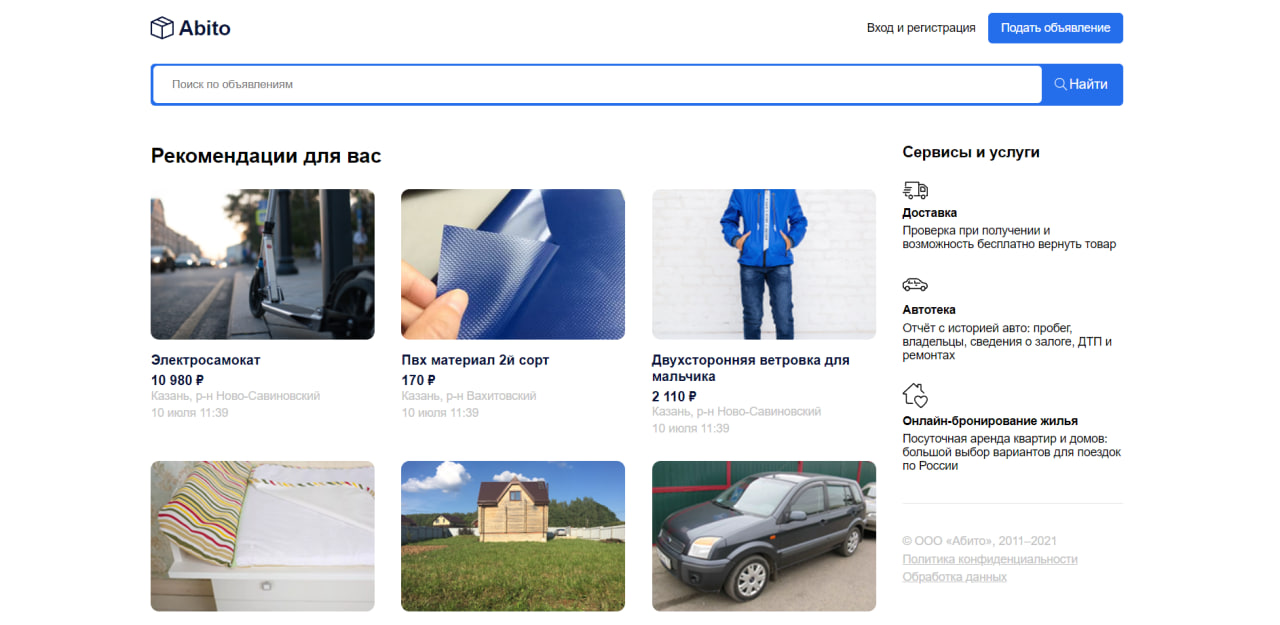 Abito
Вход и регистрация
Подать объявление
Поиск по объявлениям
Найти
Рекомендации для вас
Электросамокат
10 980 ₽
Казань, р-н Ново-Савиновский
10 июля 11:39
Пвх материал 2й сорт
170 ₽
Казань, р-н Вахитовский
10 июля 11:39
Двухсторонняя ветровка для
мальчика
2 110 ₽
Казань, р-н Ново-Савиновский
10 июля 11:39
Сервисы и услуги
Доставка
Проверка при получении и
возможность бесплатно вернуть товар
Автотека
Отчёт с историей авто: пробег,
владельцы, сведения о залоге, ДТП и
ремонтах
Онлайн-бронирование жилья
Посуточная аренда квартир и домов:
большой выбор вариантов для поездок
по России
© ООО «Абито», 2011–2021
Политика конфиденциальности
Обработка данных